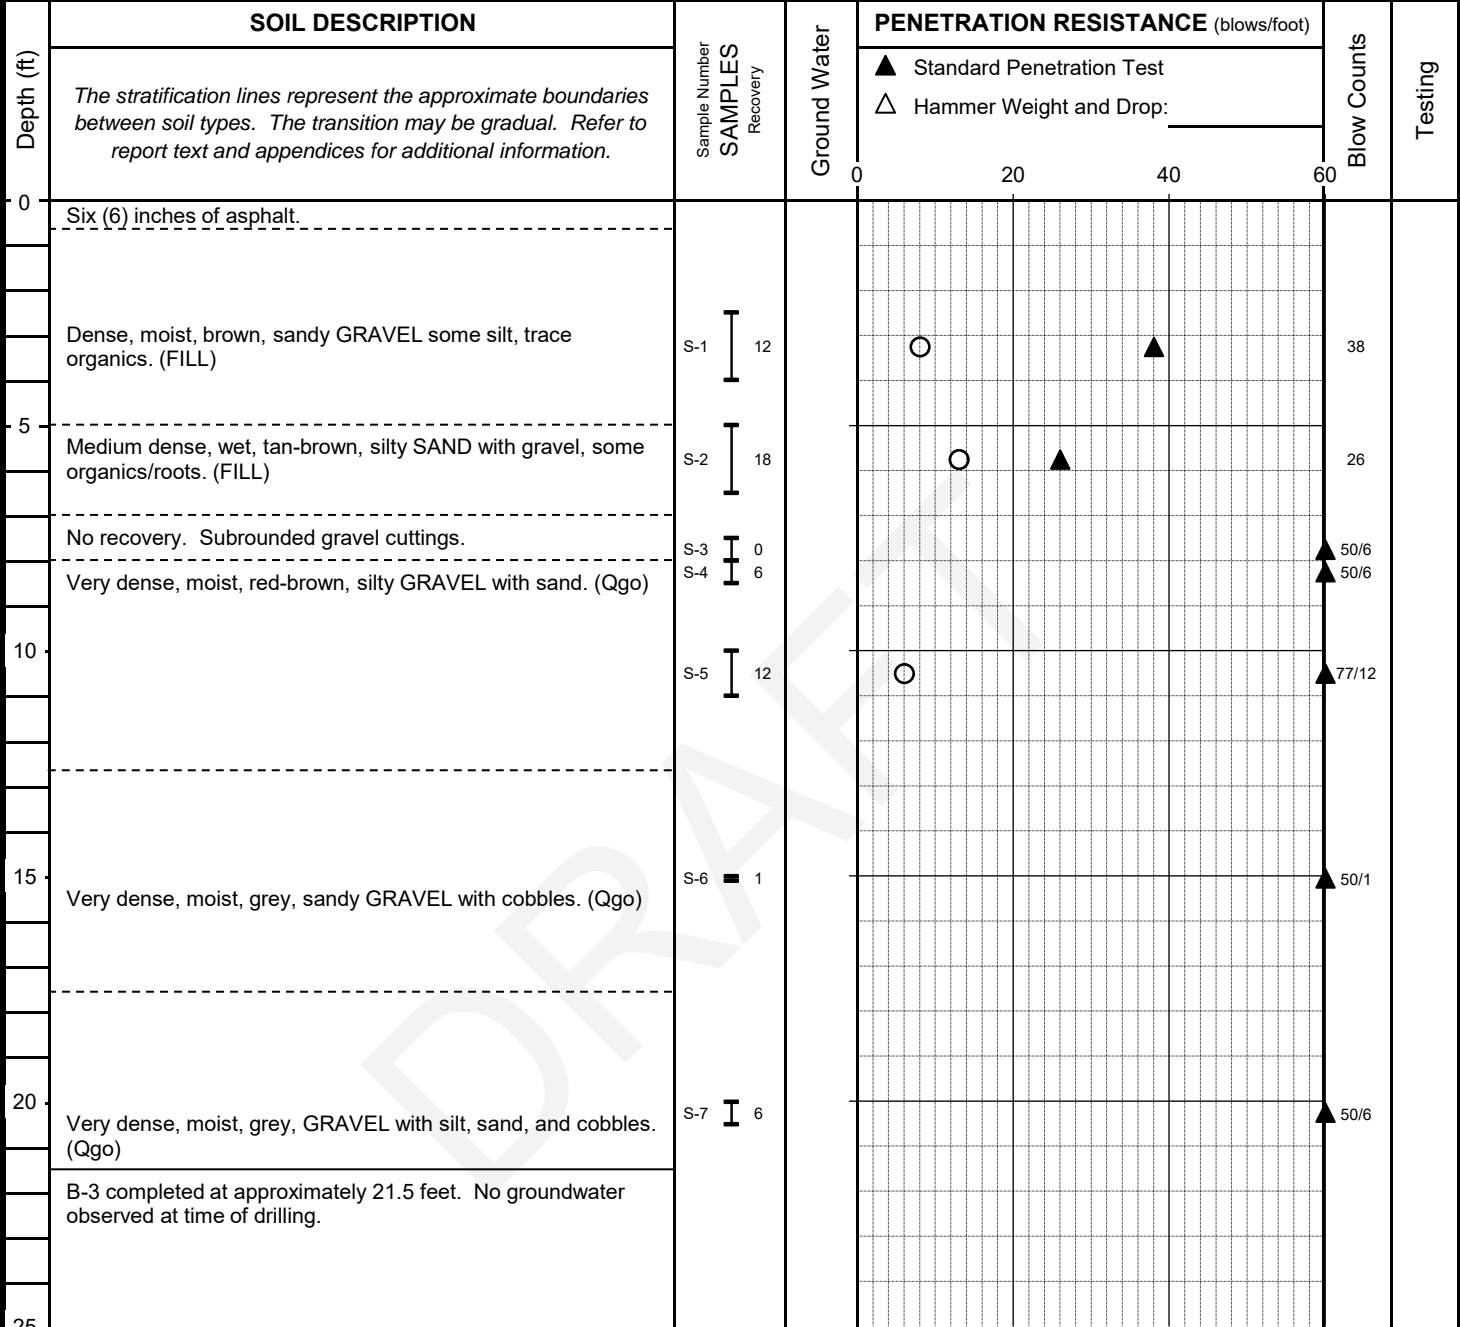 SOIL DESCRIPTION
PENETRATION RESISTANCE (blows/foot)
Depth (ft)
The stratification lines represent the approximate boundaries
between soil types.  The transition may be gradual.  Refer to
report text and appendices for additional information.
Sample Number
SAMPLES
Recovery
Ground Water
▲ Standard Penetration Test
△ Hammer Weight and Drop:
Blow Counts
Testing
0 20 40 60
0
Six (6) inches of asphalt.
Dense, moist, brown, sandy GRAVEL some silt, trace
organics. (FILL)
S-1 12 38
5
Medium dense, wet, tan-brown, silty SAND with gravel, some
organics/roots. (FILL)
S-2 18 26
No recovery.  Subrounded gravel cuttings.
S-3 0 50/6
S-4 6 50/6
Very dense, moist, red-brown, silty GRAVEL with sand. (Qgo)
10
S-5 12 77/12
15
S-6 1 50/1
Very dense, moist, grey, sandy GRAVEL with cobbles. (Qgo)
20
S-7 6 50/6
Very dense, moist, grey, GRAVEL with silt, sand, and cobbles.
(Qgo)
B-3 completed at approximately 21.5 feet.  No groundwater
observed at time of drilling.
25
DRAFT